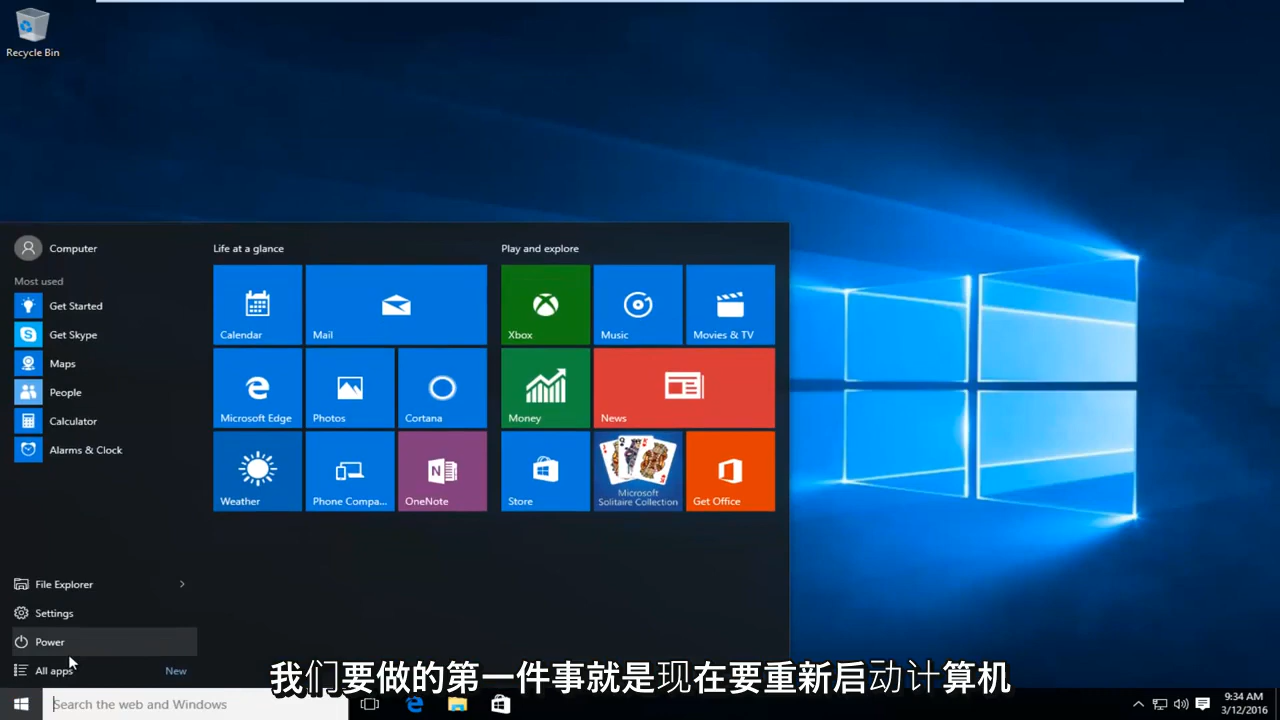 Recycle Bin
Computer
Most used
Get Started
Get Skype
Maps
People
Calculator
Alarms & Clock
File Explorer
Settings
Power
All apps
New
Life at a glance
Calendar
Mail
Microsoft Edge
Photos
Cortana
Weather
Phone Compa...
OneNote
Play and explore
Xbox
Music
Movies & TV
Money
News
Store
Microsoft
Solitaire Collection
Get Office
我们要做的第一件事就是现在要重新启动计算机
Search the web and Windows
9:34 AM
3/12/2016